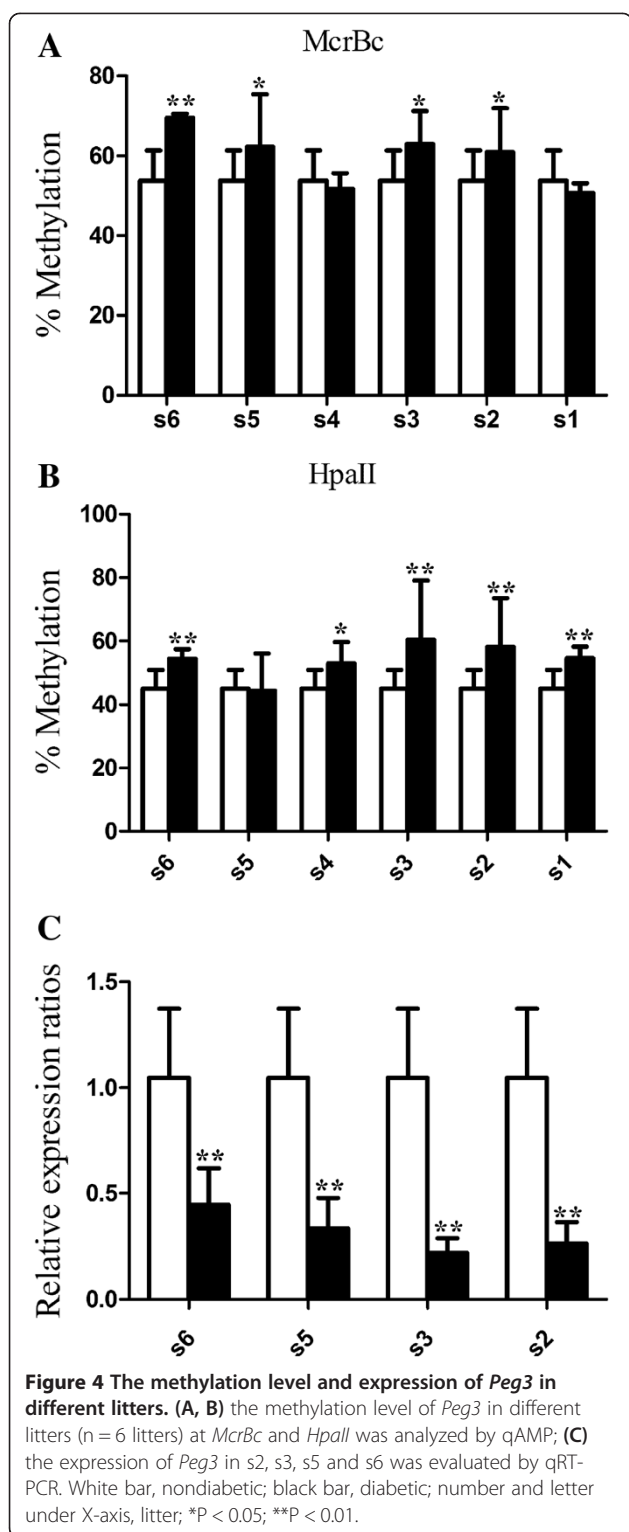 A
McrBc
% Methylation
80
60
40
20
0
**
*
*
*
s6 s5 s4 s3 s2 s1
B
HpaII
% Methylation
100
80
60
40
20
0
**
*
**
**
**
s6 s5 s4 s3 s2 s1
C
Relative expression ratios
1.5
1.0
0.5
0.0
**
**
**
**
s6 s5 s3 s2
Figure 4 The methylation level and expression of Peg3 in
different litters. (A, B) the methylation level of Peg3 in different
litters (n = 6 litters) at McrBc and HpaII was analyzed by qAMP; (C)
the expression of Peg3 in s2, s3, s5 and s6 was evaluated by qRT-
PCR. White bar, nondiabetic; black bar, diabetic; number and letter
under X-axis, litter; *P < 0.05; **P < 0.01.